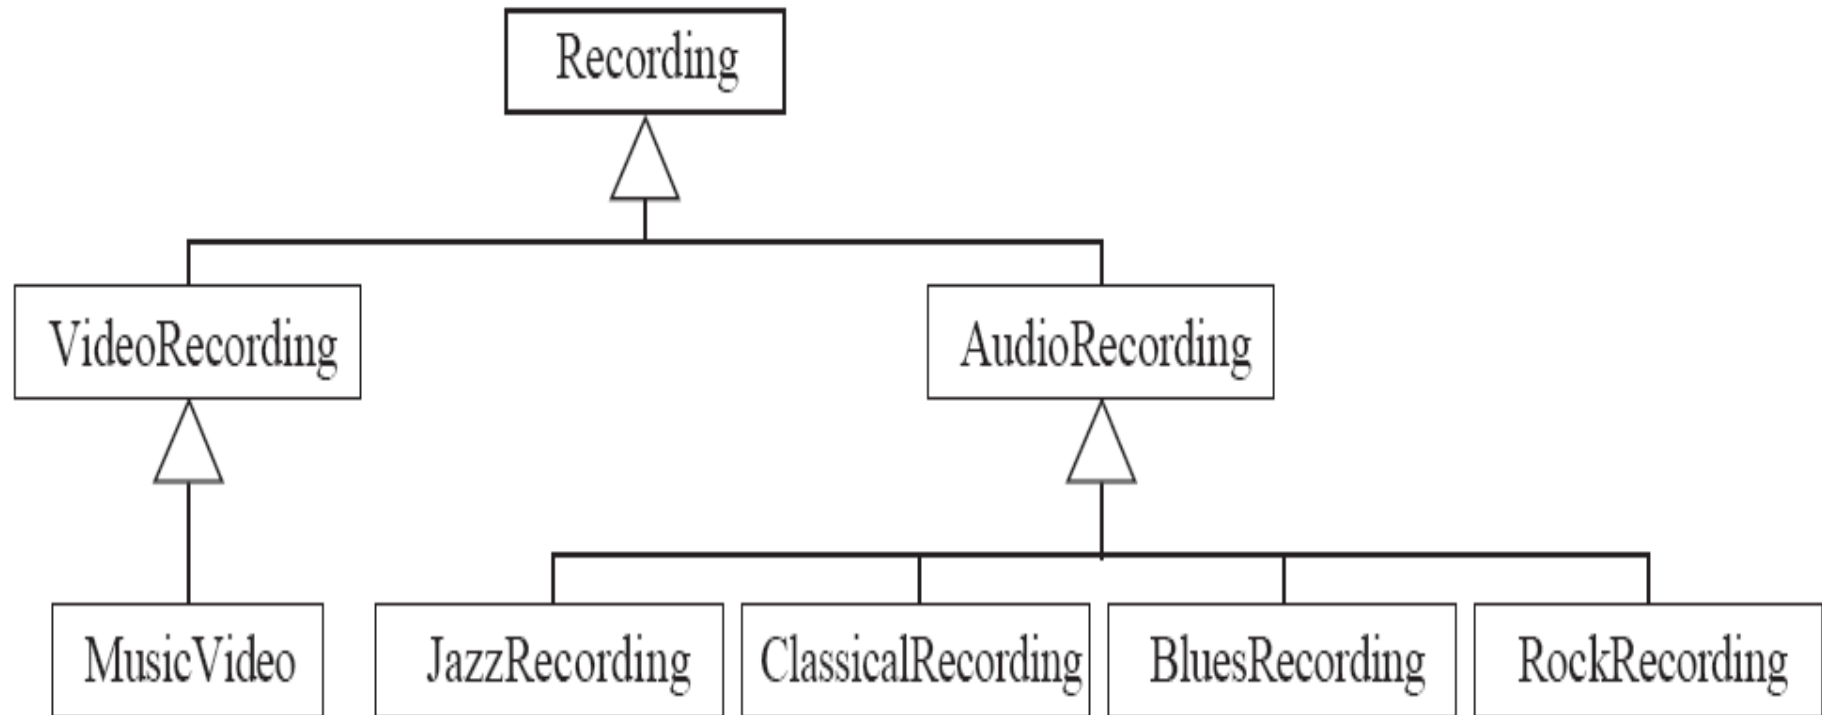 Recording
VideoRecording
AudioRecording
MusicVideo
JazzRecording
ClassicalRecording
BluesRecording
RockRecording